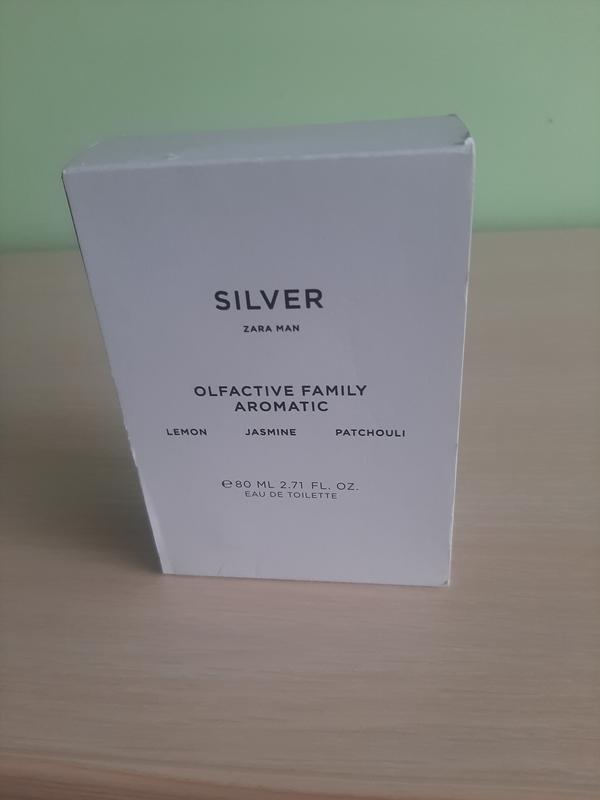 SILVER
ZARA MAN
OLFACTIVE FAMILY
AROMATIC
LEMON JASMINE PATCHOULI
℮80 ML 2.71 FL. OZ.
EAU DE TOILETTE